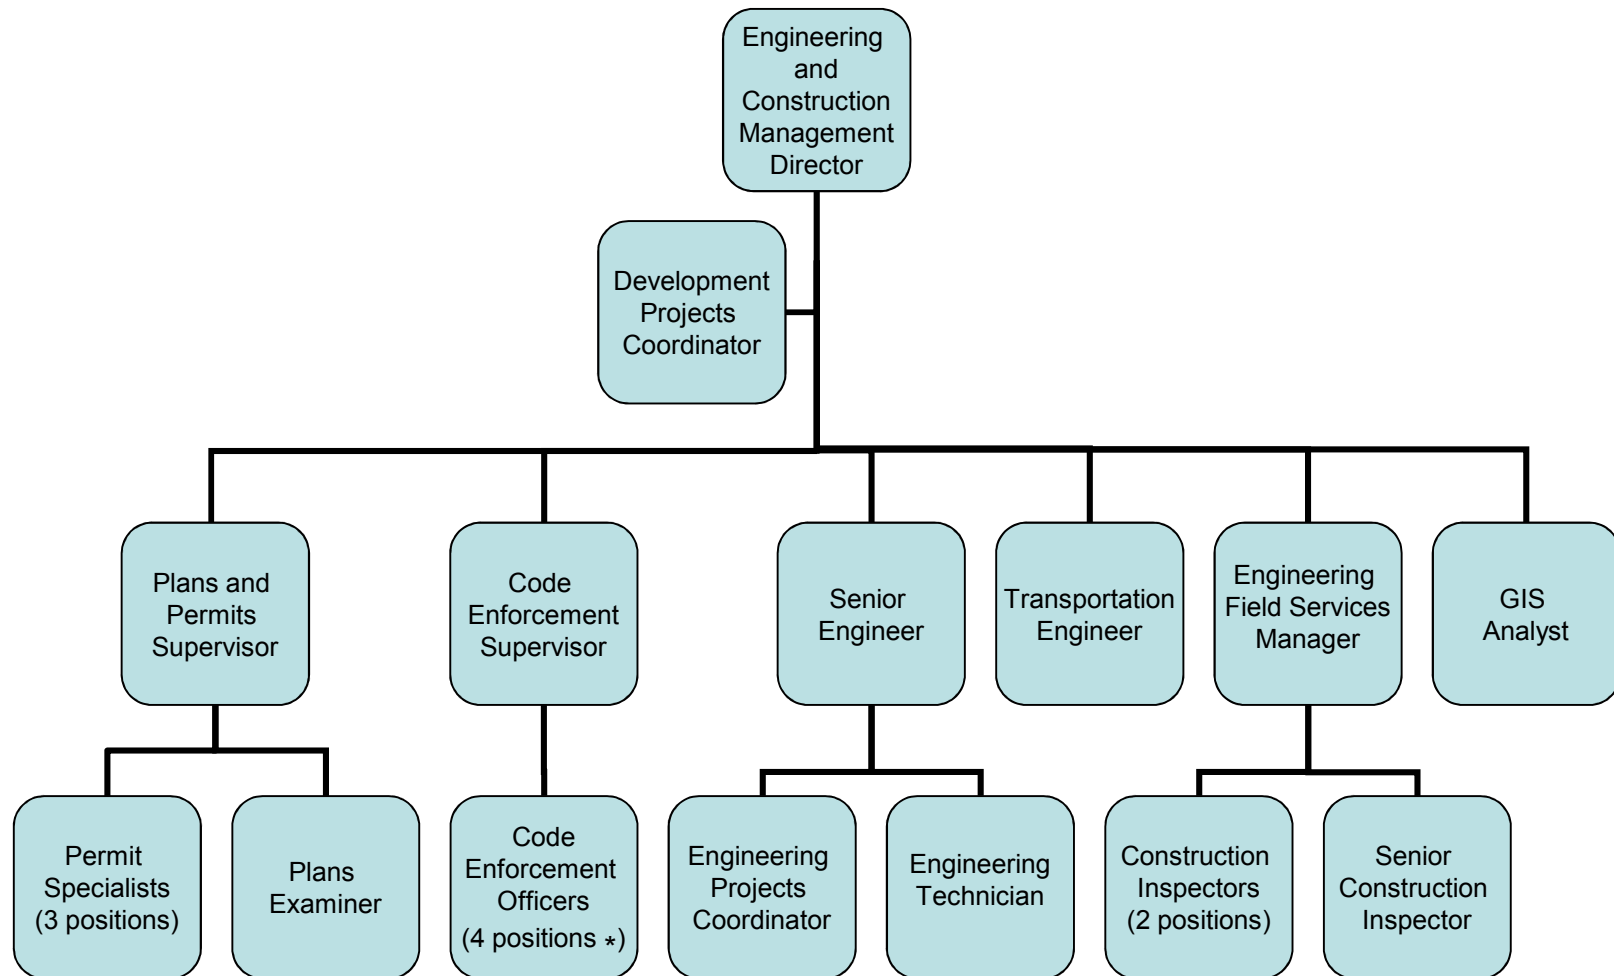 Engineering
and
Construction
Management
Director
Development
Projects
Coordinator
Plans and
Permits
Supervisor
Code
Enforcement
Supervisor
Senior
Engineer
Transportation
Engineer
Engineering
Field Services
Manager
GIS
Analyst
Permit
Specialists
(3 positions)
Plans
Examiner
Code
Enforcement
Officers
(4 positions *)
Engineering
Projects
Coordinator
Engineering
Technician
Construction
Inspectors
(2 positions)
Senior
Construction
Inspector